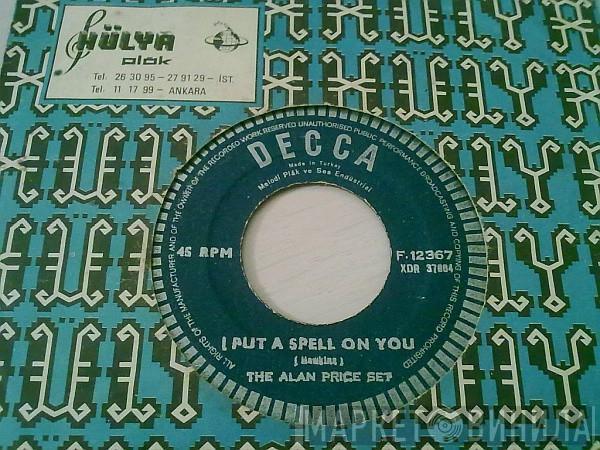 HÜLYA
plâk
Tel: 26 30 95 - 27 91 29 - İST.
Tel: 11 17 99 - ANKARA
ALL RIGHTS OF THE MANUFACTURER AND OF THE OWNER OF THE RECORDED WORK RESERVED UNAUTHORISED PUBLIC PERFORMANCE BROADCASTING AND COPYING OF THIS RECORD PROHIBITED
DECCA
Made in Turkey
Melodi Plâk ve Ses Endüstrisi
45 RPM
F.12367
XDR 37884
I PUT A SPELL ON YOU
( Hawkins )
THE ALAN PRICE SET
МАРКЕТ ВИНИЛА